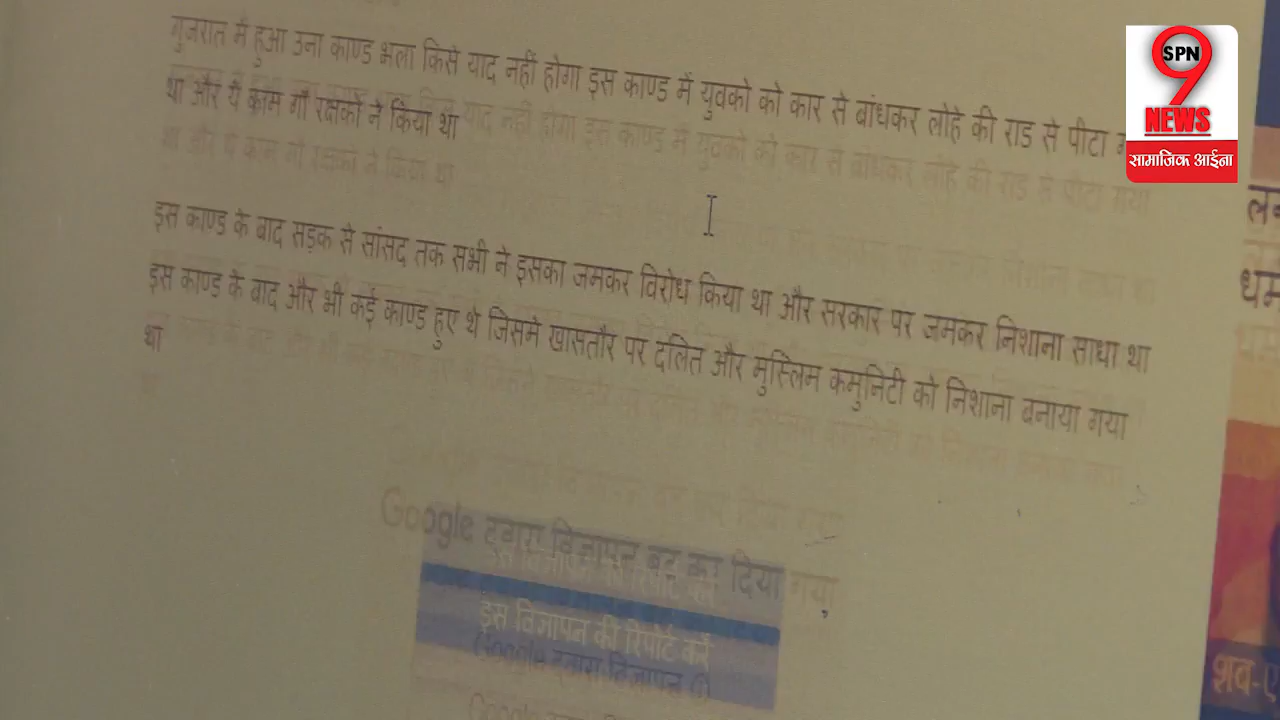 गुजरात में हुआ उना काण्ड भला किसे याद नहीं होगा इस काण्ड में युवको को कार से बांधकर लोहे की राड से पीटा
था और ये काम गौ रक्षकों ने किया था
इस काण्ड के बाद सड़क से सांसद तक सभी ने इसका जमकर विरोध किया था और सरकार पर जमकर निशाना साधा था
इस काण्ड के बाद और भी कई काण्ड हुए थे जिसमे खासतौर पर दलित और मुस्लिम कमुनिटी को निशाना बनाया गया
था
Google द्वारा विज्ञापन बंद कर दिया गया
इस विज्ञापन की रिपोर्ट करें
SPN
9
NEWS
सामाजिक आईना